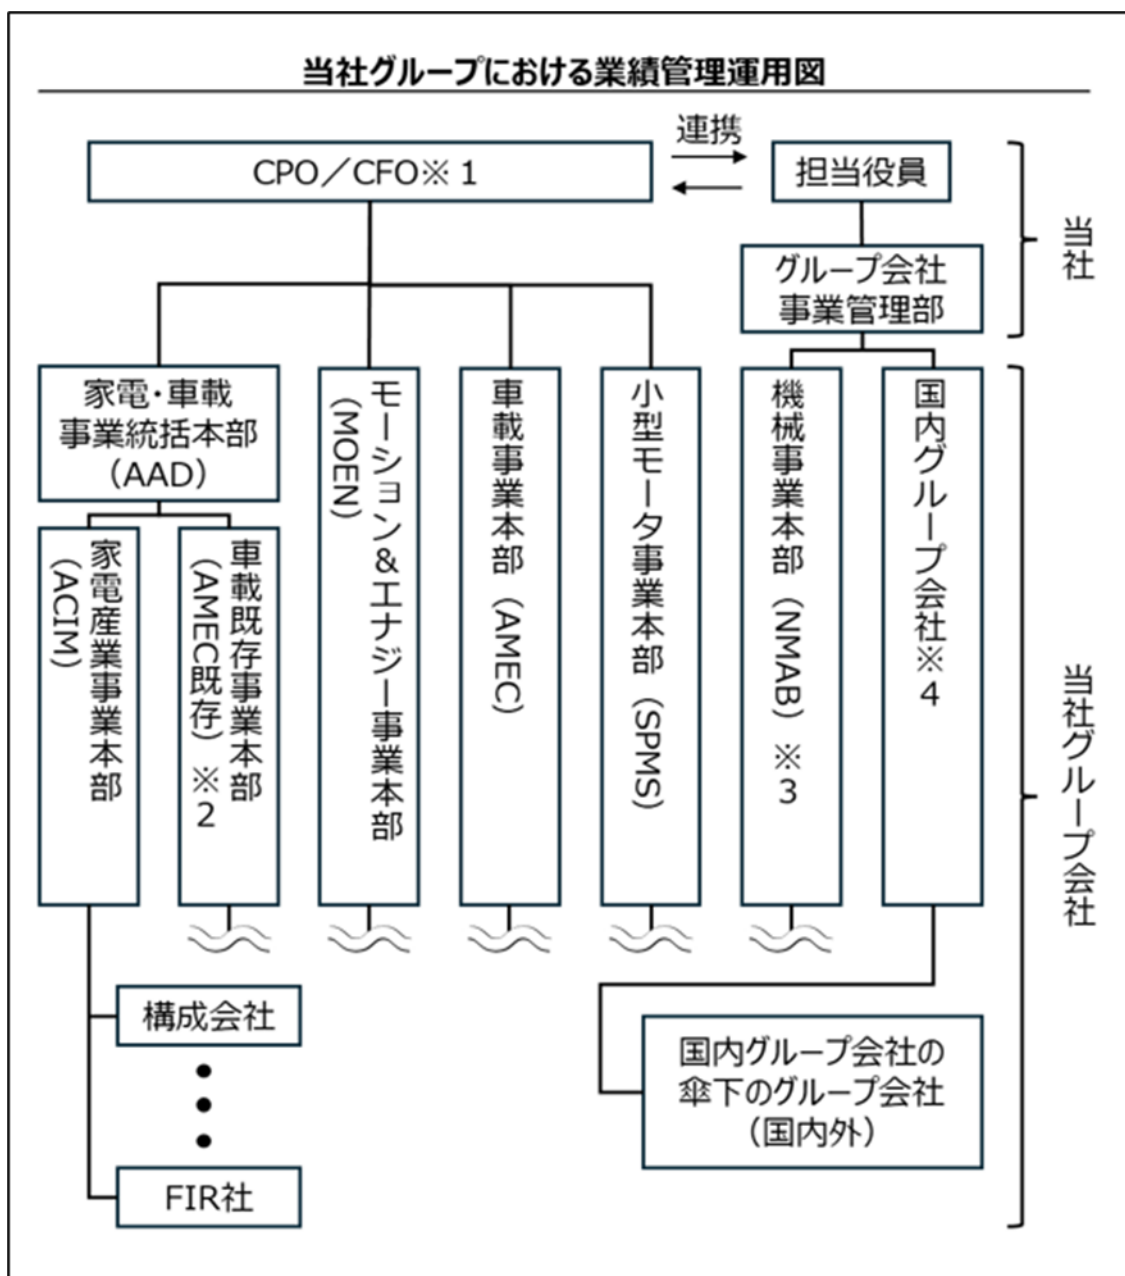 当社グループにおける業績管理運用図
CPO／CFO※１
連携
担当役員
グループ会社
事業管理部
当社
家電・車載
事業統括本部
（AAD）
モーション＆エナジー事業本部
（MOEN）
車載事業本部（AMEC）
小型モータ事業本部（SPMS）
機械事業本部（NMAB）※３
国内グループ会社※４
家電産業事業本部
（ACIM）
車載既存事業本部
（AMEC既存）※２
当社グループ会社
構成会社
FIR社
国内グループ会社の
傘下のグループ会社
（国内外）